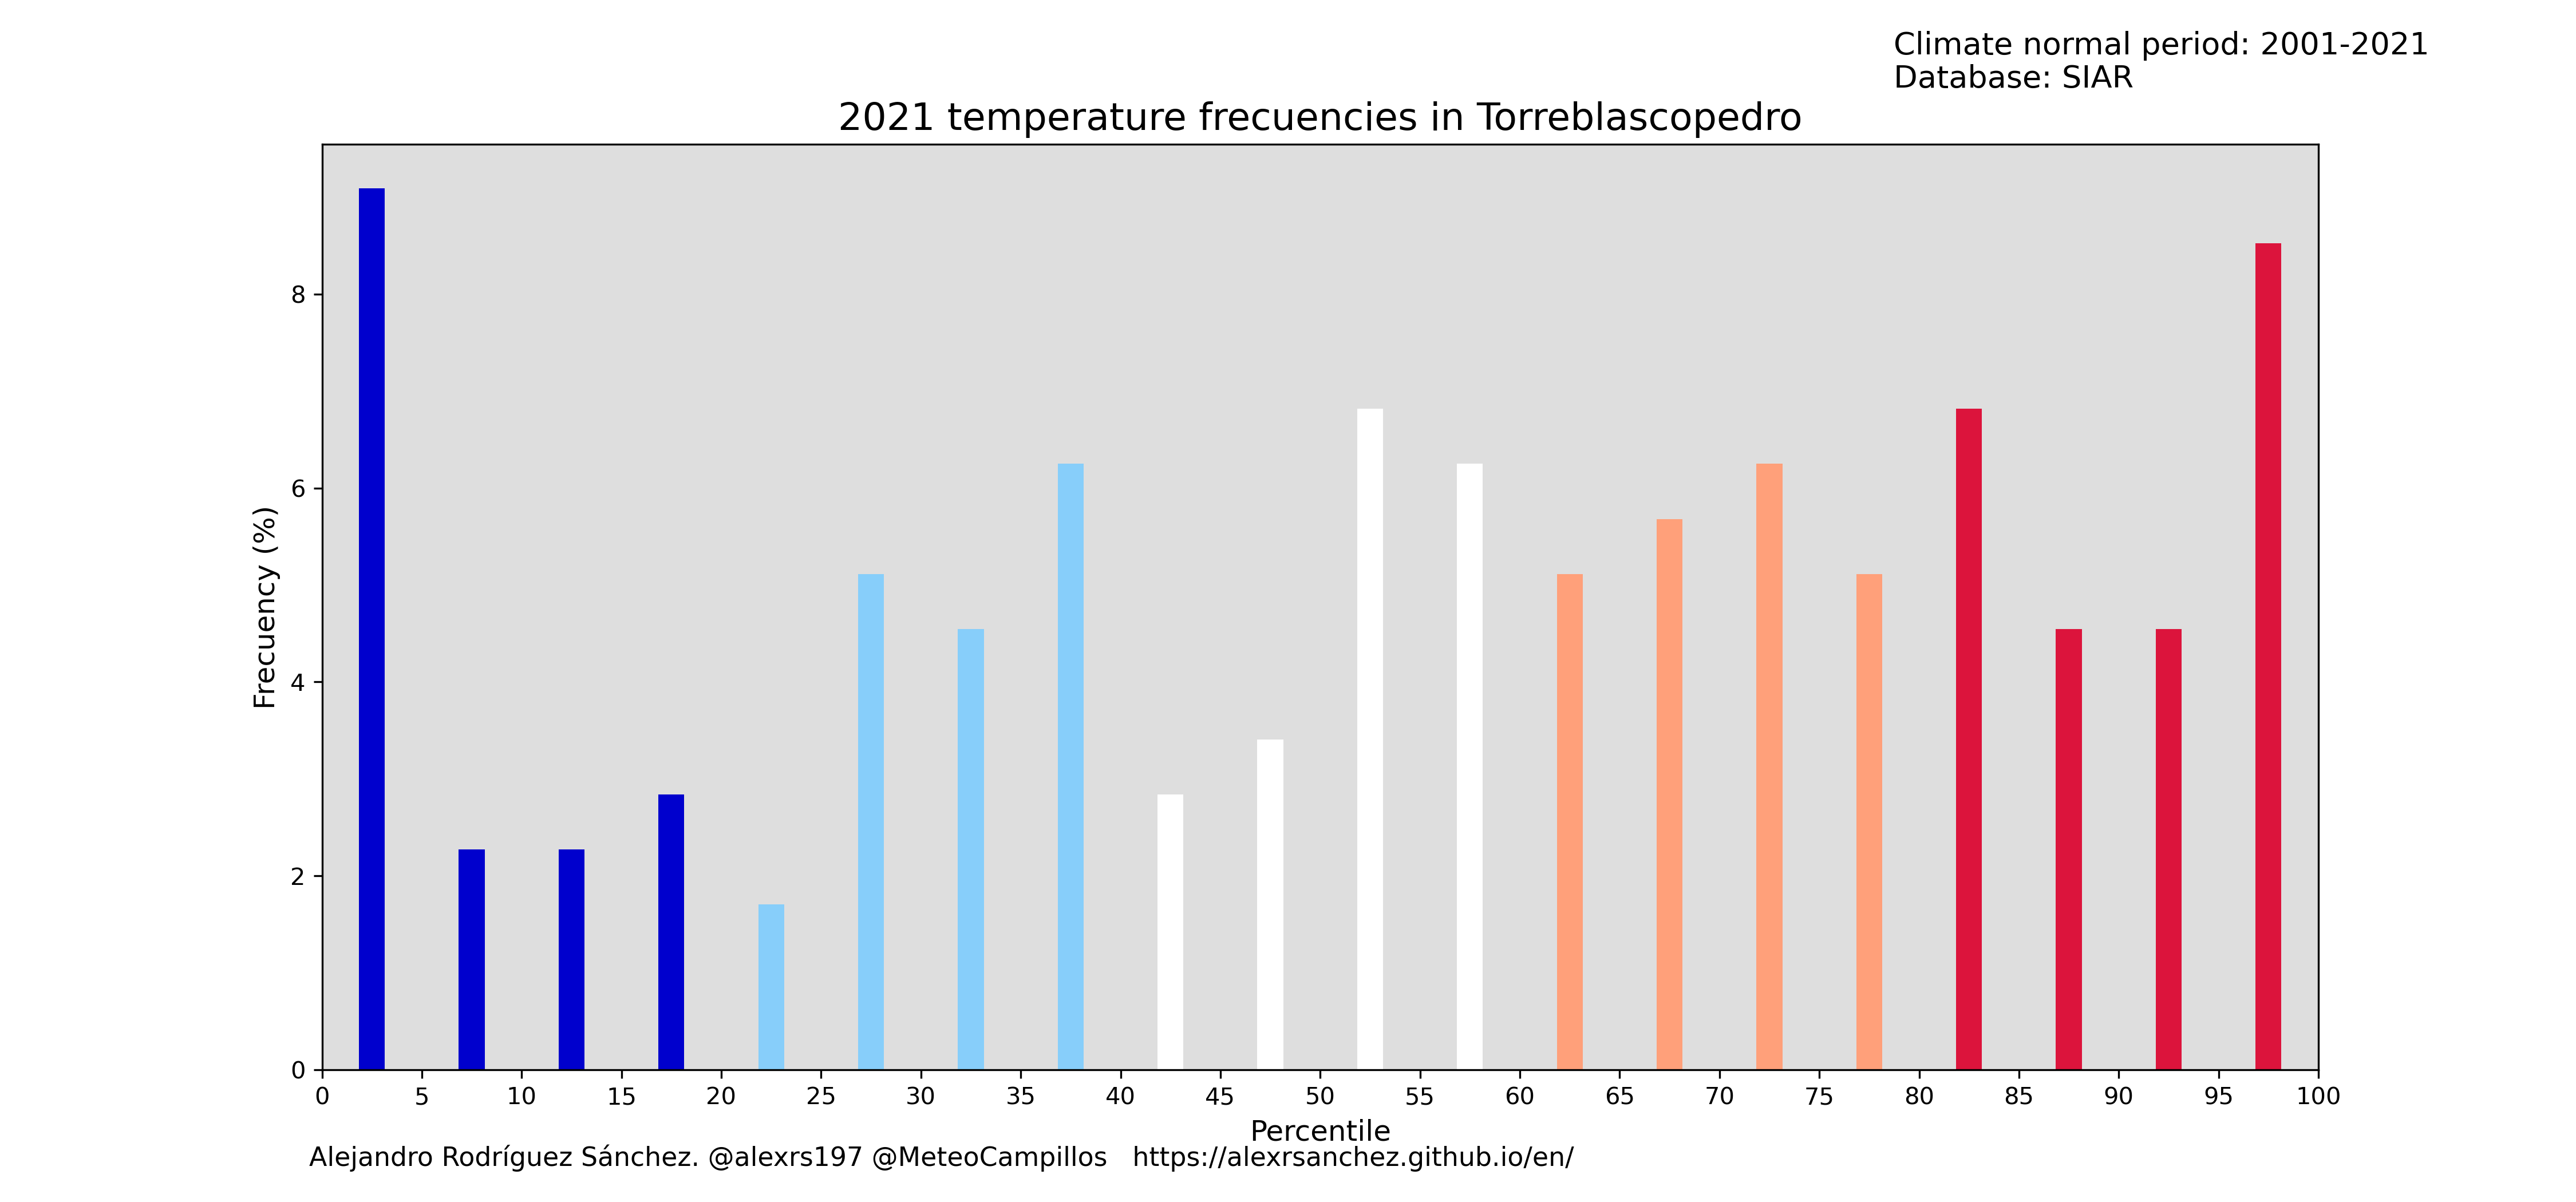 Climate normal period: 2001-2021
Database: SIAR
2021 temperature frecuencies in Torreblascopedro
Frecuency (%)
8
6
4
2
0
0 5 10 15 20 25 30 35 40 45 50 55 60 65 70 75 80 85 90 95 100
Percentile
Alejandro Rodríguez Sánchez. @alexrs197 @MeteoCampillos https://alexrsanchez.github.io/en/